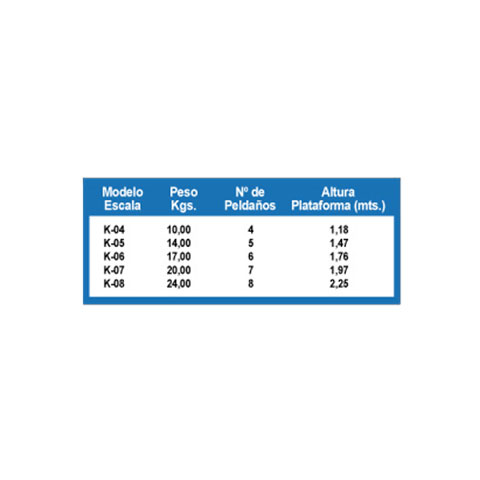 Modelo Escala Peso Kgs. Nº de Peldaños Altura Plataforma (mts.)
K-04 10,00 4 1,18
K-05 14,00 5 1,47
K-06 17,00 6 1,76
K-07 20,00 7 1,97
K-08 24,00 8 2,25